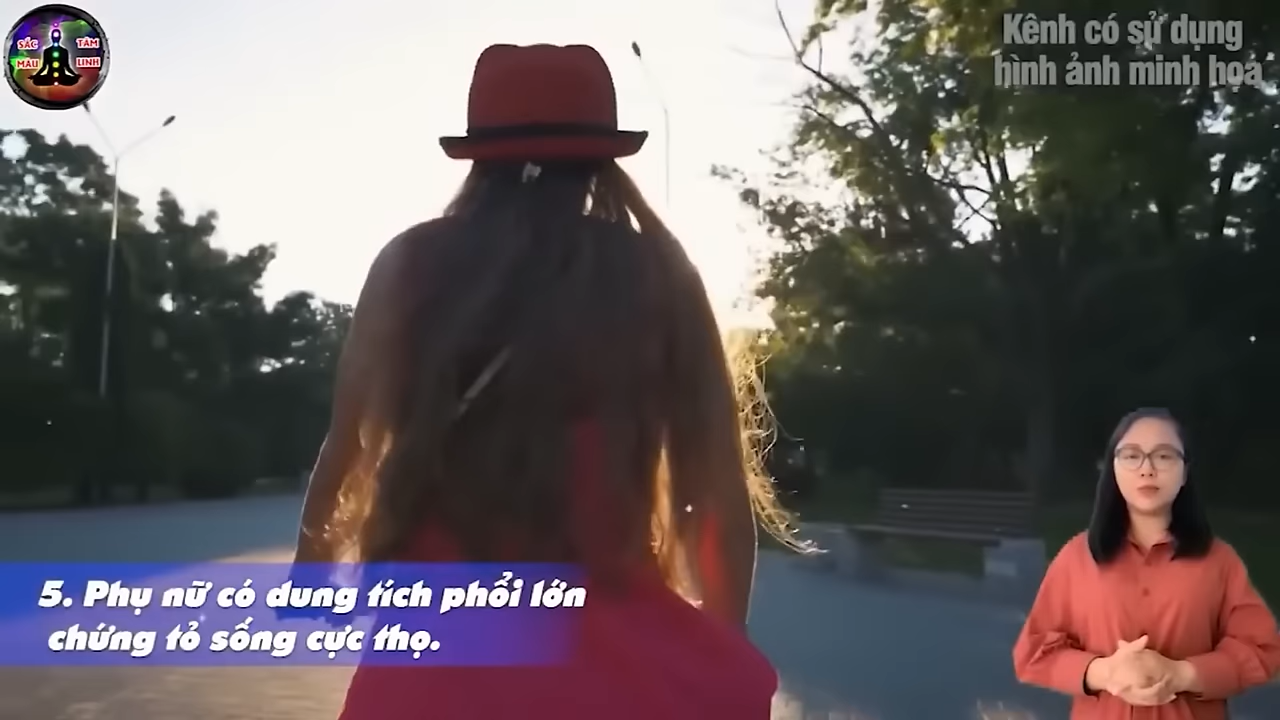 SẮC TÂM
MÀU LINH
Kênh có sử dụng
hình ảnh minh họa
5. Phụ nữ có dung tích phổi lớn
chứng tỏ sống cực thọ.